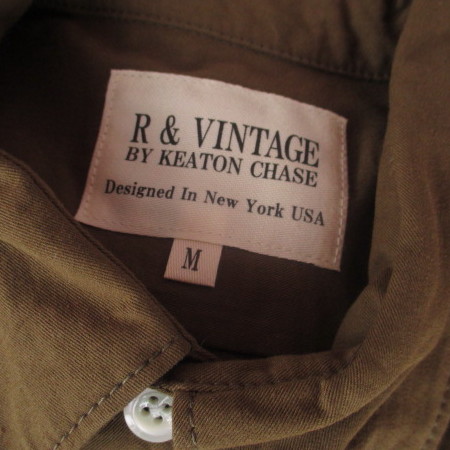 R & VINTAGE
BY KEATON CHASE
Designed In New York USA
M